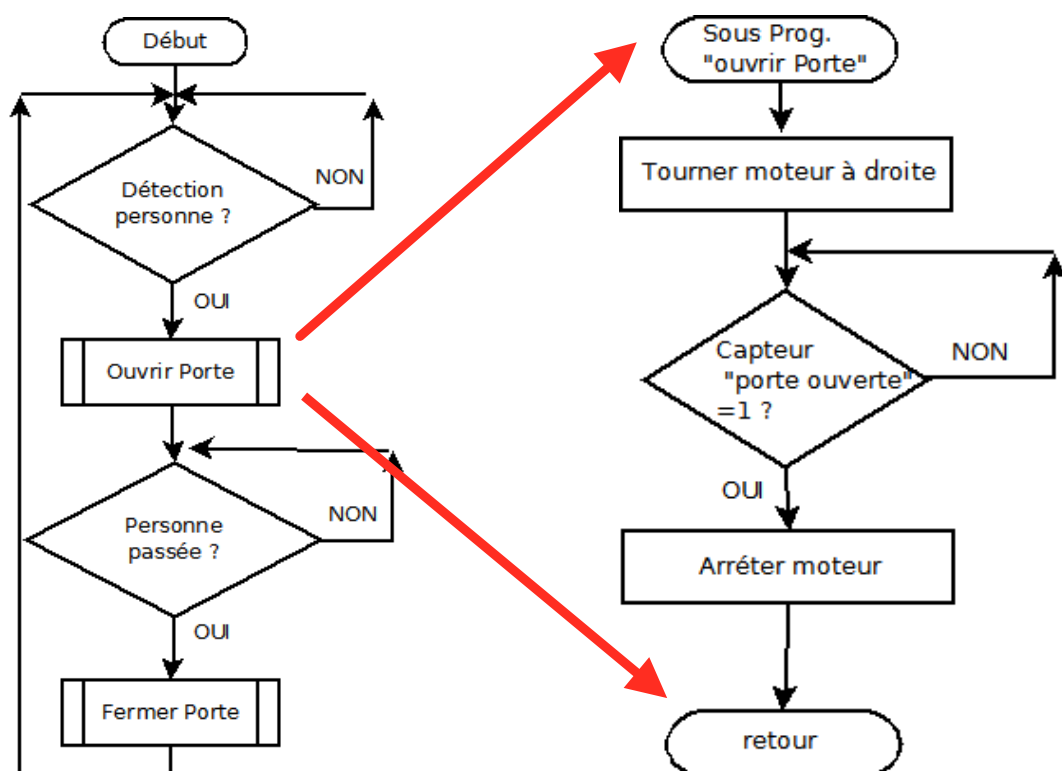 Début
Détection
personne ?
NON
OUI
Ouvrir Porte
Personne
passée ?
NON
OUI
Fermer Porte
Sous Prog.
"ouvrir Porte"
Tourner moteur à droite
Capteur
"porte ouverte"
=1 ?
NON
OUI
Arréter moteur
retour